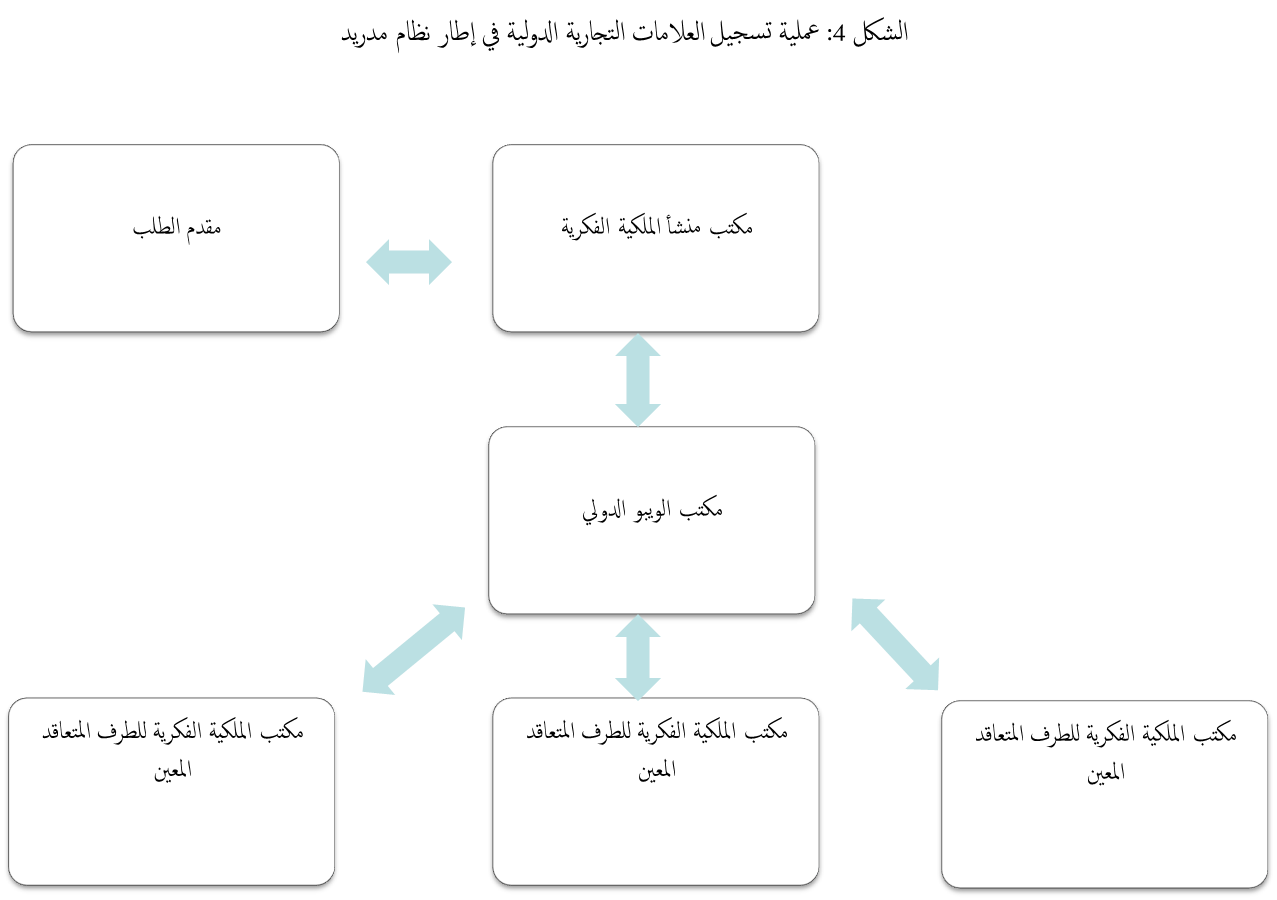 الشكل 4: عملية تسجيل العلامات التجارية الدولية في إطار نظام مدريد
مكتب منشأ الملكية الفكرية
مقدم الطلب
مكتب الويبو الدولي
مكتب الملكية الفكرية للطرف المتعاقد
المعين
مكتب الملكية الفكرية للطرف المتعاقد
المعين
مكتب الملكية الفكرية للطرف المتعاقد
المعين